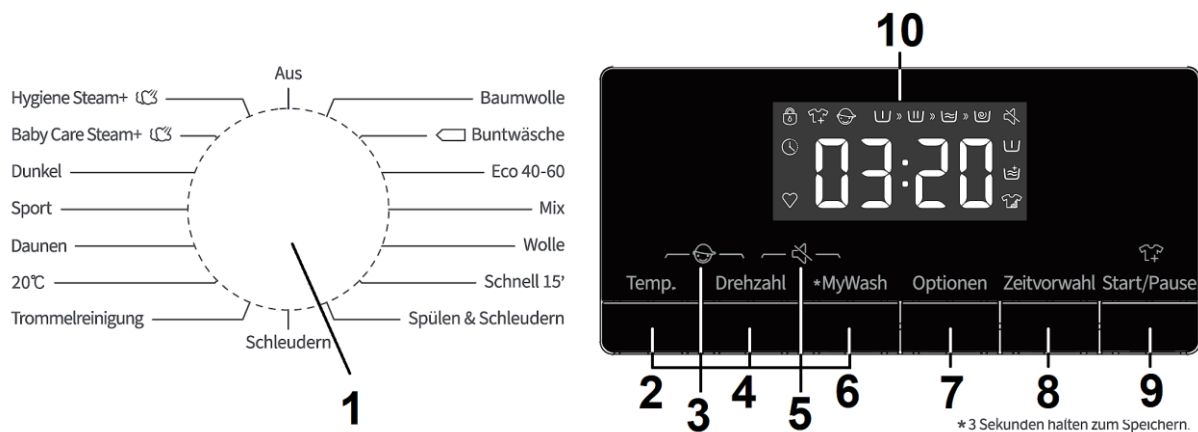 10
Aus
Hygiene Steam+
Baumwolle
Baby Care Steam+
Buntwäsche
Dunkel
Eco 40-60
Sport
Mix
Daunen
Wolle
20℃
Schnell 15'
Trommelreinigung
Spülen & Schleudern
Schleudern
1
03:20
Temp. Drehzahl *MyWash Optionen Zeitvorwahl Start/Pause
2 3 4 5 6 7 8 9
*3 Sekunden halten zum Speichern.